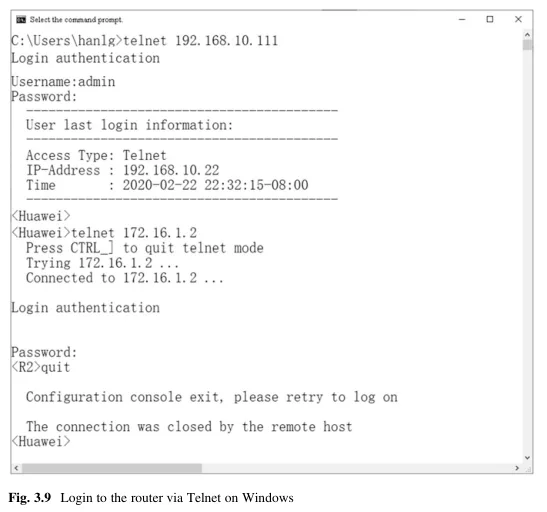 Select the command prompt.
C:\Users\hanlg>telnet 192.168.10.111
Login authentication
Username:admin
Password:
------------------------------------------
User last login information:
------------------------------------------
Access Type: Telnet
IP-Address : 192.168.10.22
Time       : 2020-02-22 22:32:15-08:00
------------------------------------------
<Huawei>
<Huawei>telnet 172.16.1.2
Press CTRL_] to quit telnet mode
Trying 172.16.1.2 ...
Connected to 172.16.1.2 ...
Login authentication
Password:
<R2>quit
Configuration console exit, please retry to log on
The connection was closed by the remote host
<Huawei>
Fig. 3.9 Login to the router via Telnet on Windows